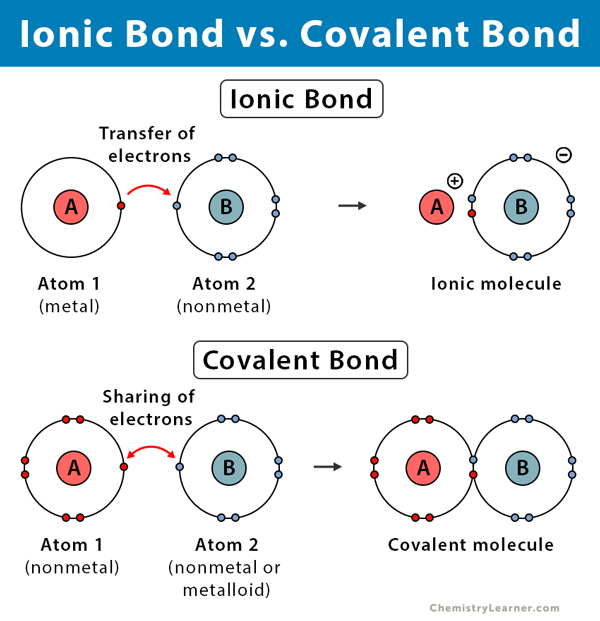 Ionic Bond vs. Covalent Bond
Ionic Bond
Transfer of
electrons
A
B
+
A
−
B
Atom 1
(metal)
Atom 2
(nonmetal)
Ionic molecule
Covalent Bond
Sharing of
electrons
A
B
A
B
Atom 1
(nonmetal)
Atom 2
(nonmetal or
metalloid)
Covalent molecule
ChemistryLearner.com